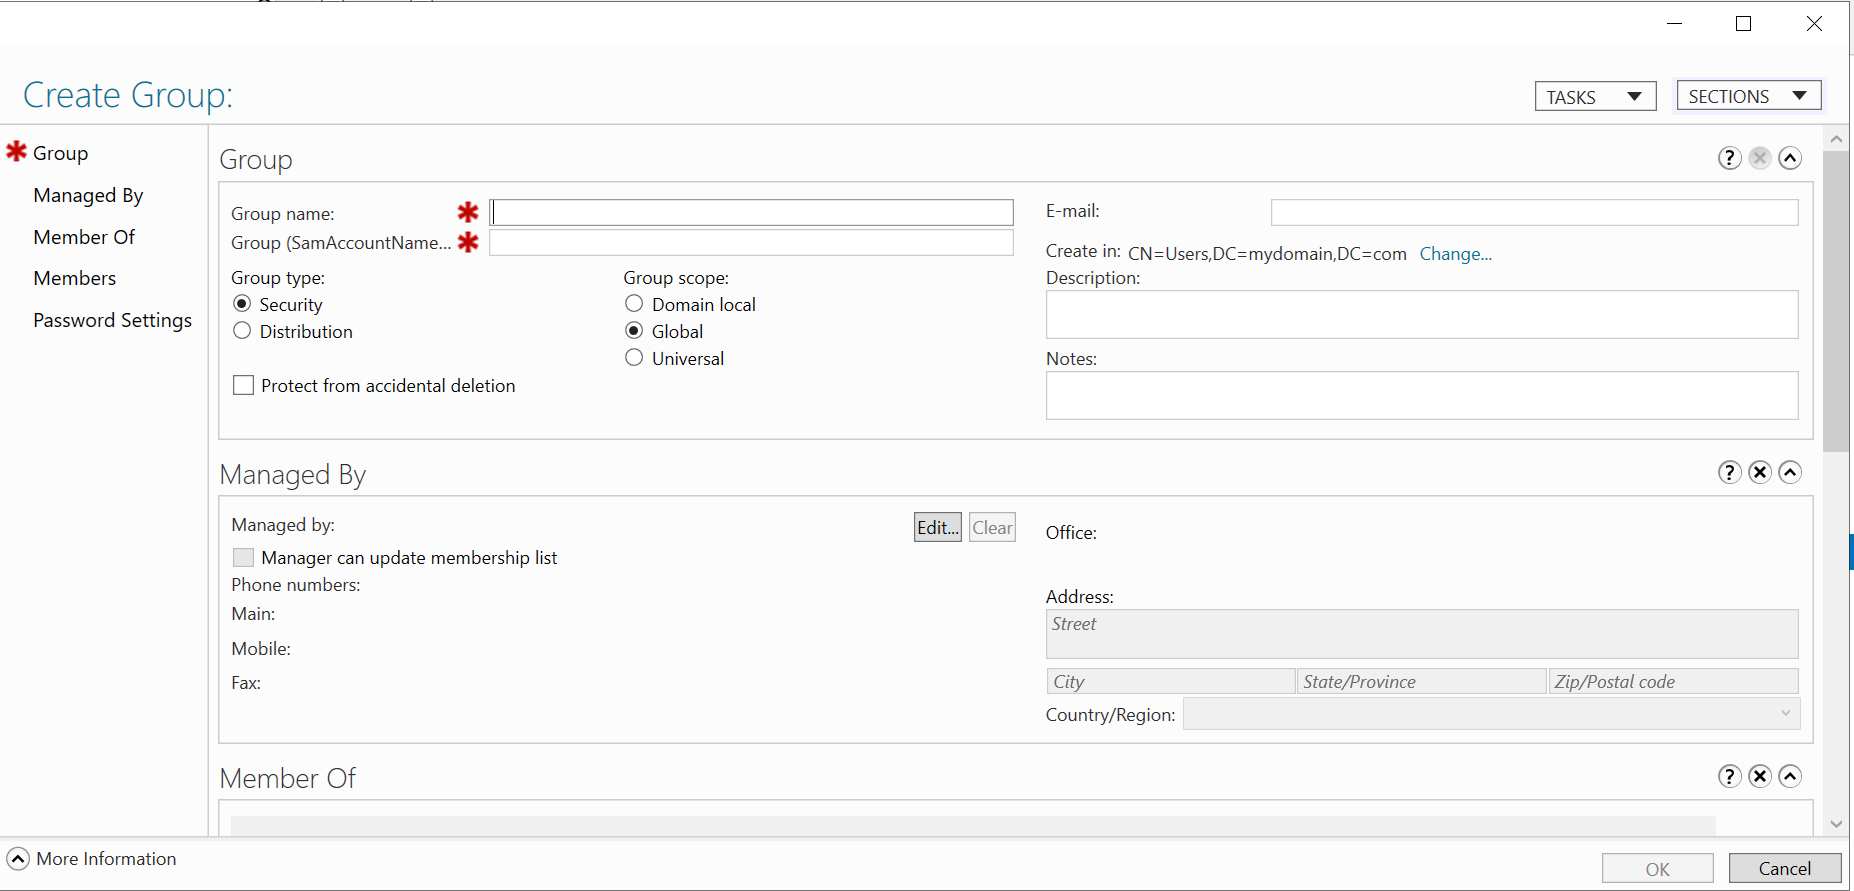 Create Group:
TASKS
SECTIONS
Group
Managed By
Member Of
Members
Password Settings
Group
Group name:
Group (SamAccountName...
Group type:
Security
Distribution
Group scope:
Domain local
Global
Universal
Protect from accidental deletion
E-mail:
Create in: CN=Users,DC=mydomain,DC=com Change...
Description:
Notes:
Managed By
Managed by:
Edit... Clear
Manager can update membership list
Phone numbers:
Main:
Mobile:
Fax:
Office:
Address:
Street
City State/Province Zip/Postal code
Country/Region:
Member Of
More Information
OK Cancel